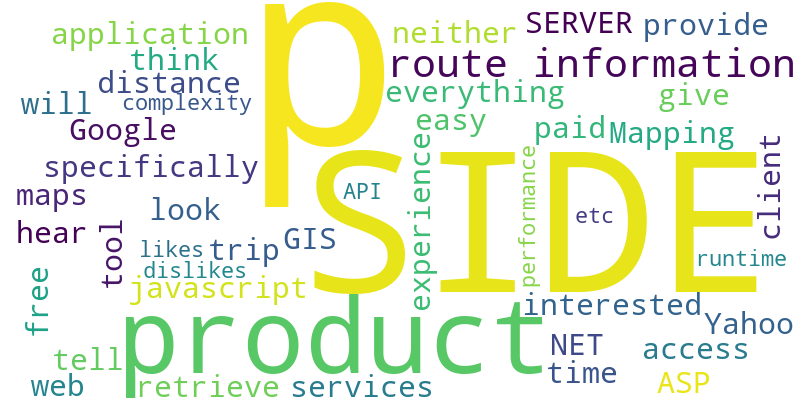 p
application
neither
SERVER
provide
think
route information
distance
everything
will
complexity
give
Google
easy
paid
Mapping
specifically
client
maps
API
experience
performance
look
etc
hear
tool
likes
trip
GIS
SIDE
runtime
dislikes
javascript
free
product
interested
Yahoo
tell
NET
access
web
retrieve
services
time
ASP